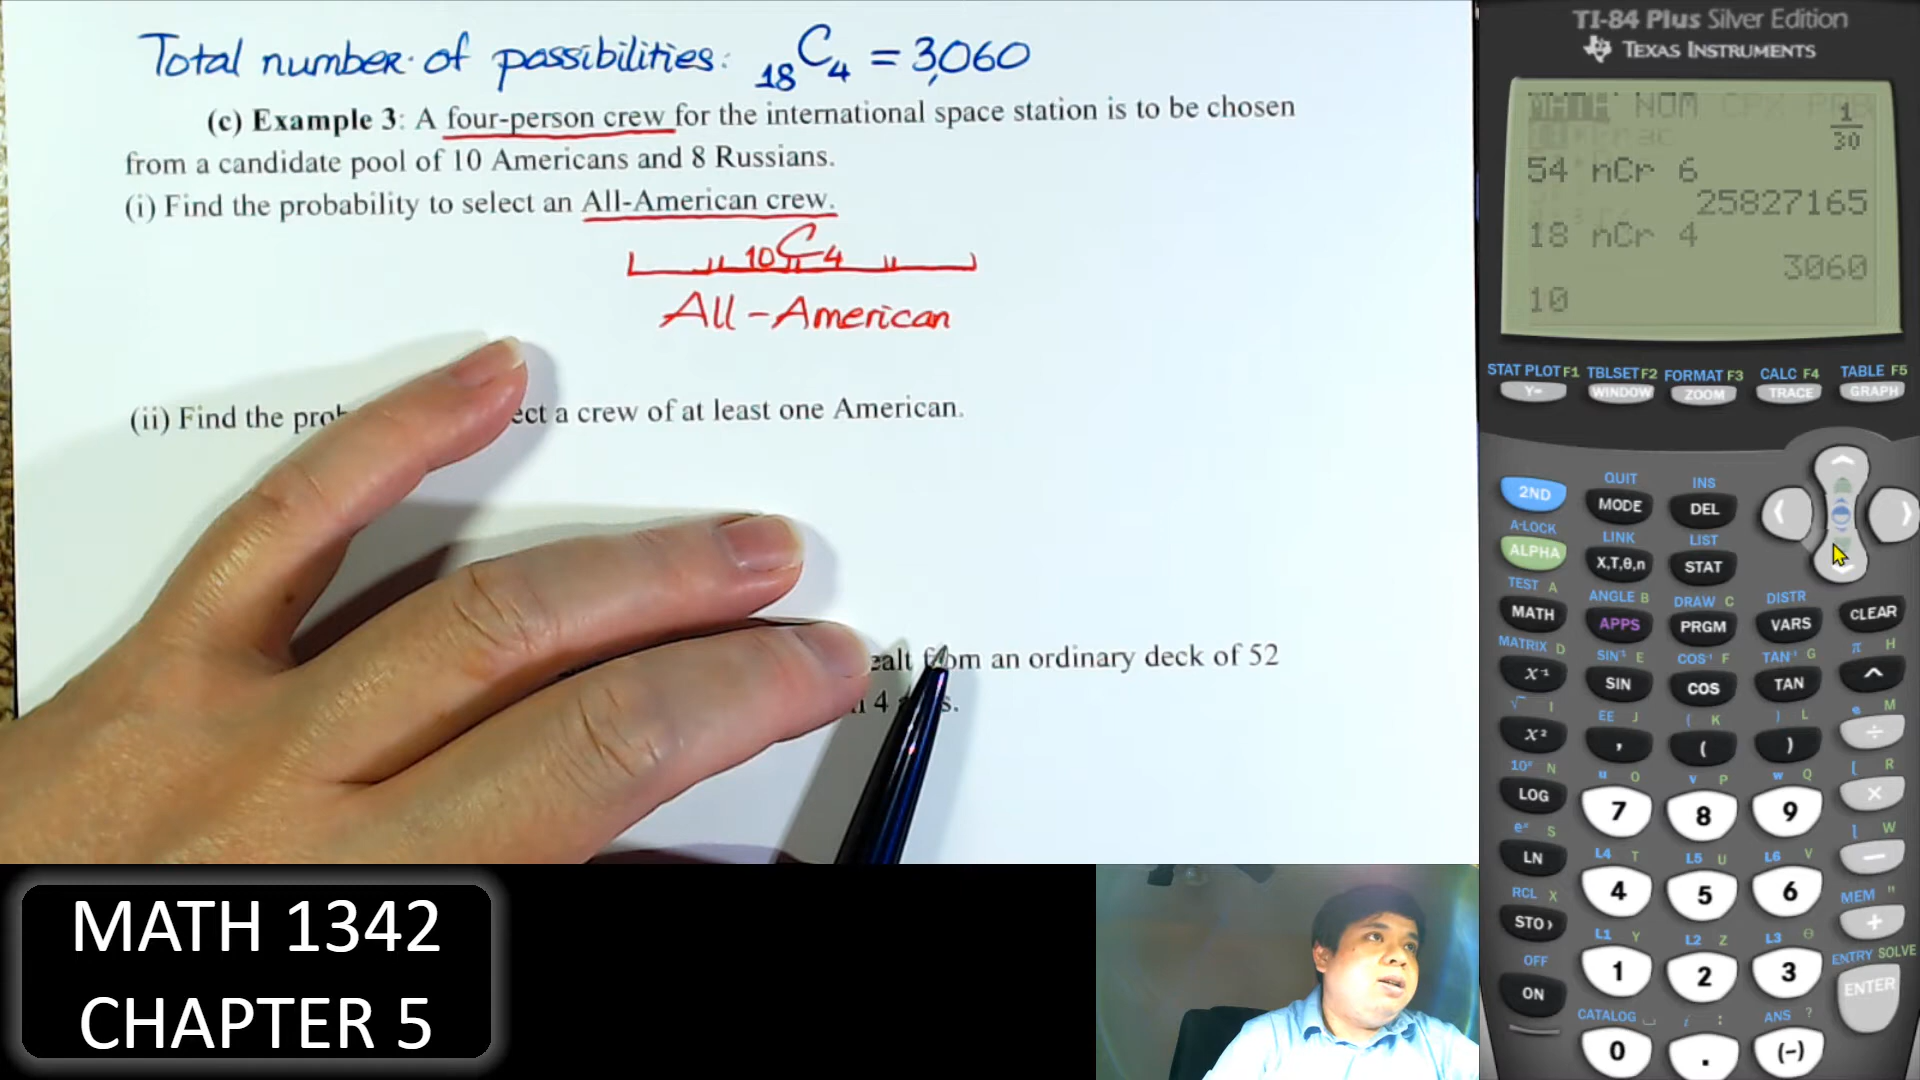 Total number of possibilities: 18C4 = 3,060
(c) Example 3: A four-person crew for the international space station is to be chosen
from a candidate pool of 10 Americans and 8 Russians.
(i) Find the probability to select an All-American crew.
10C4
All-American
(ii) Find the ect a crew of at least one American.
ealt from an ordinary deck of 52
4
MATH 1342
CHAPTER 5
TI-84 Plus Silver Edition
TEXAS INSTRUMENTS
MATH NUM CPX PRB
1
30
54 nCr 6
25827165
18 nCr 4
3060
10
STAT PLOT F1 TBLSET F2 FORMAT F3 CALC F4 TABLE F5
Y= WINDOW ZOOM TRACE GRAPH
QUIT INS
2ND MODE DEL
A-LOCK LINK LIST
ALPHA X,T,θ,n STAT
TEST A ANGLE B DRAW C DISTR
MATH APPS PRGM VARS CLEAR
MATRIX D SIN⁻¹ E COS⁻¹ F TAN⁻¹ G π H
X⁻¹ SIN COS TAN ^
√ I EE J ( K ) L e M
X² , ( ) ÷
10ˣ N u O v P w Q [ R
LOG 7 8 9 ×
eˣ S L4 T L5 U L6 V ] W
LN 4 5 6 −
RCL X L1 Y L2 Z L3 θ MEM "
STO› 1 2 3 +
OFF CATALOG ⎵ i : ANS ? ENTRY SOLVE
ON 0 . (−) ENTER